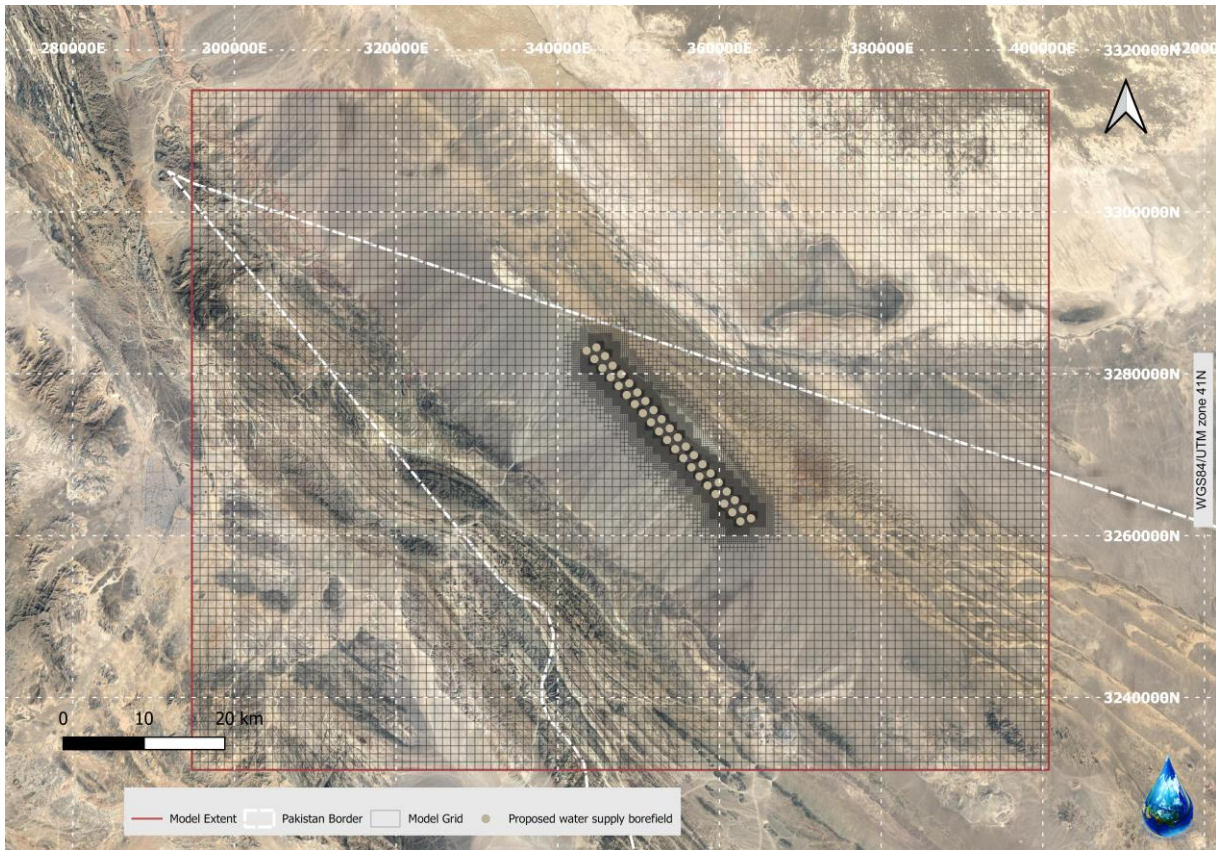 280000E 300000E 320000E 340000E 360000E 380000E 400000E 3320000N
3300000N
3280000N
WGS84/UTM zone 41N
3260000N
3240000N
0 10 20 km
Model Extent Pakistan Border Model Grid Proposed water supply borefield